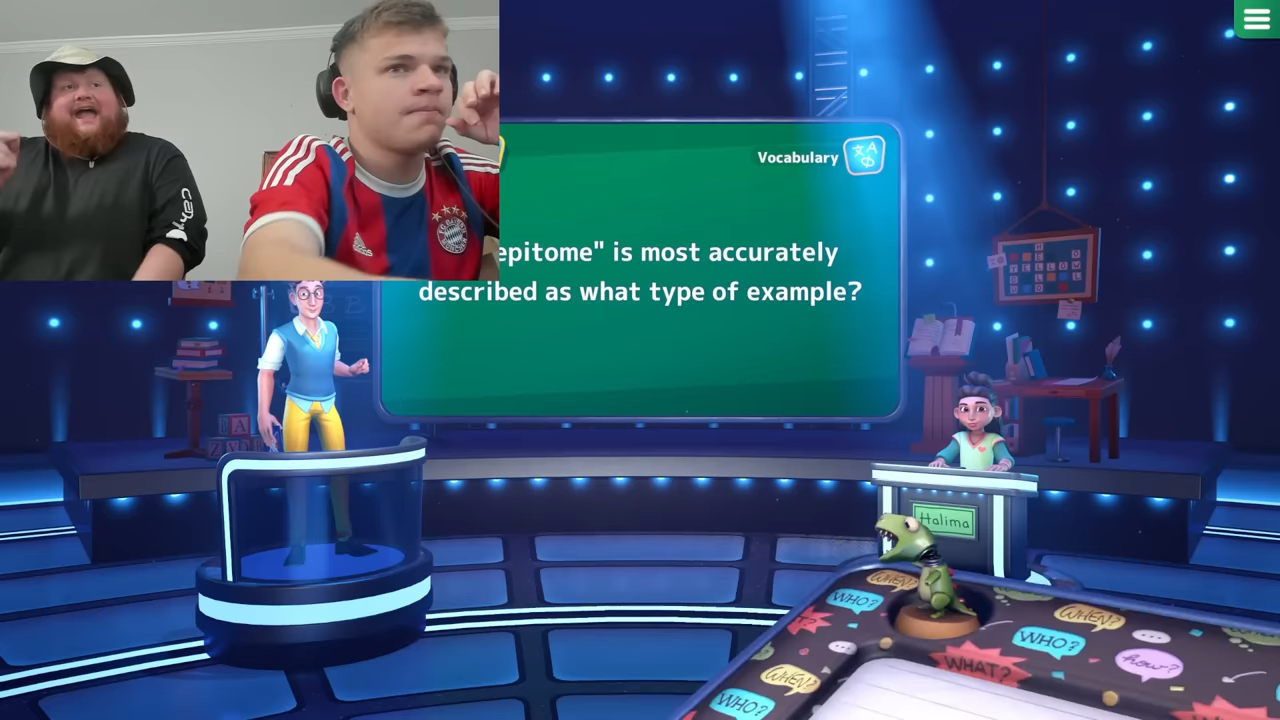 Vocabulary
epitome" is most accurately
described as what type of example?
Halima
WHEN?
WHO?
WHEN?
WHO?
how?
WHAT?
WHEN?
WHO?